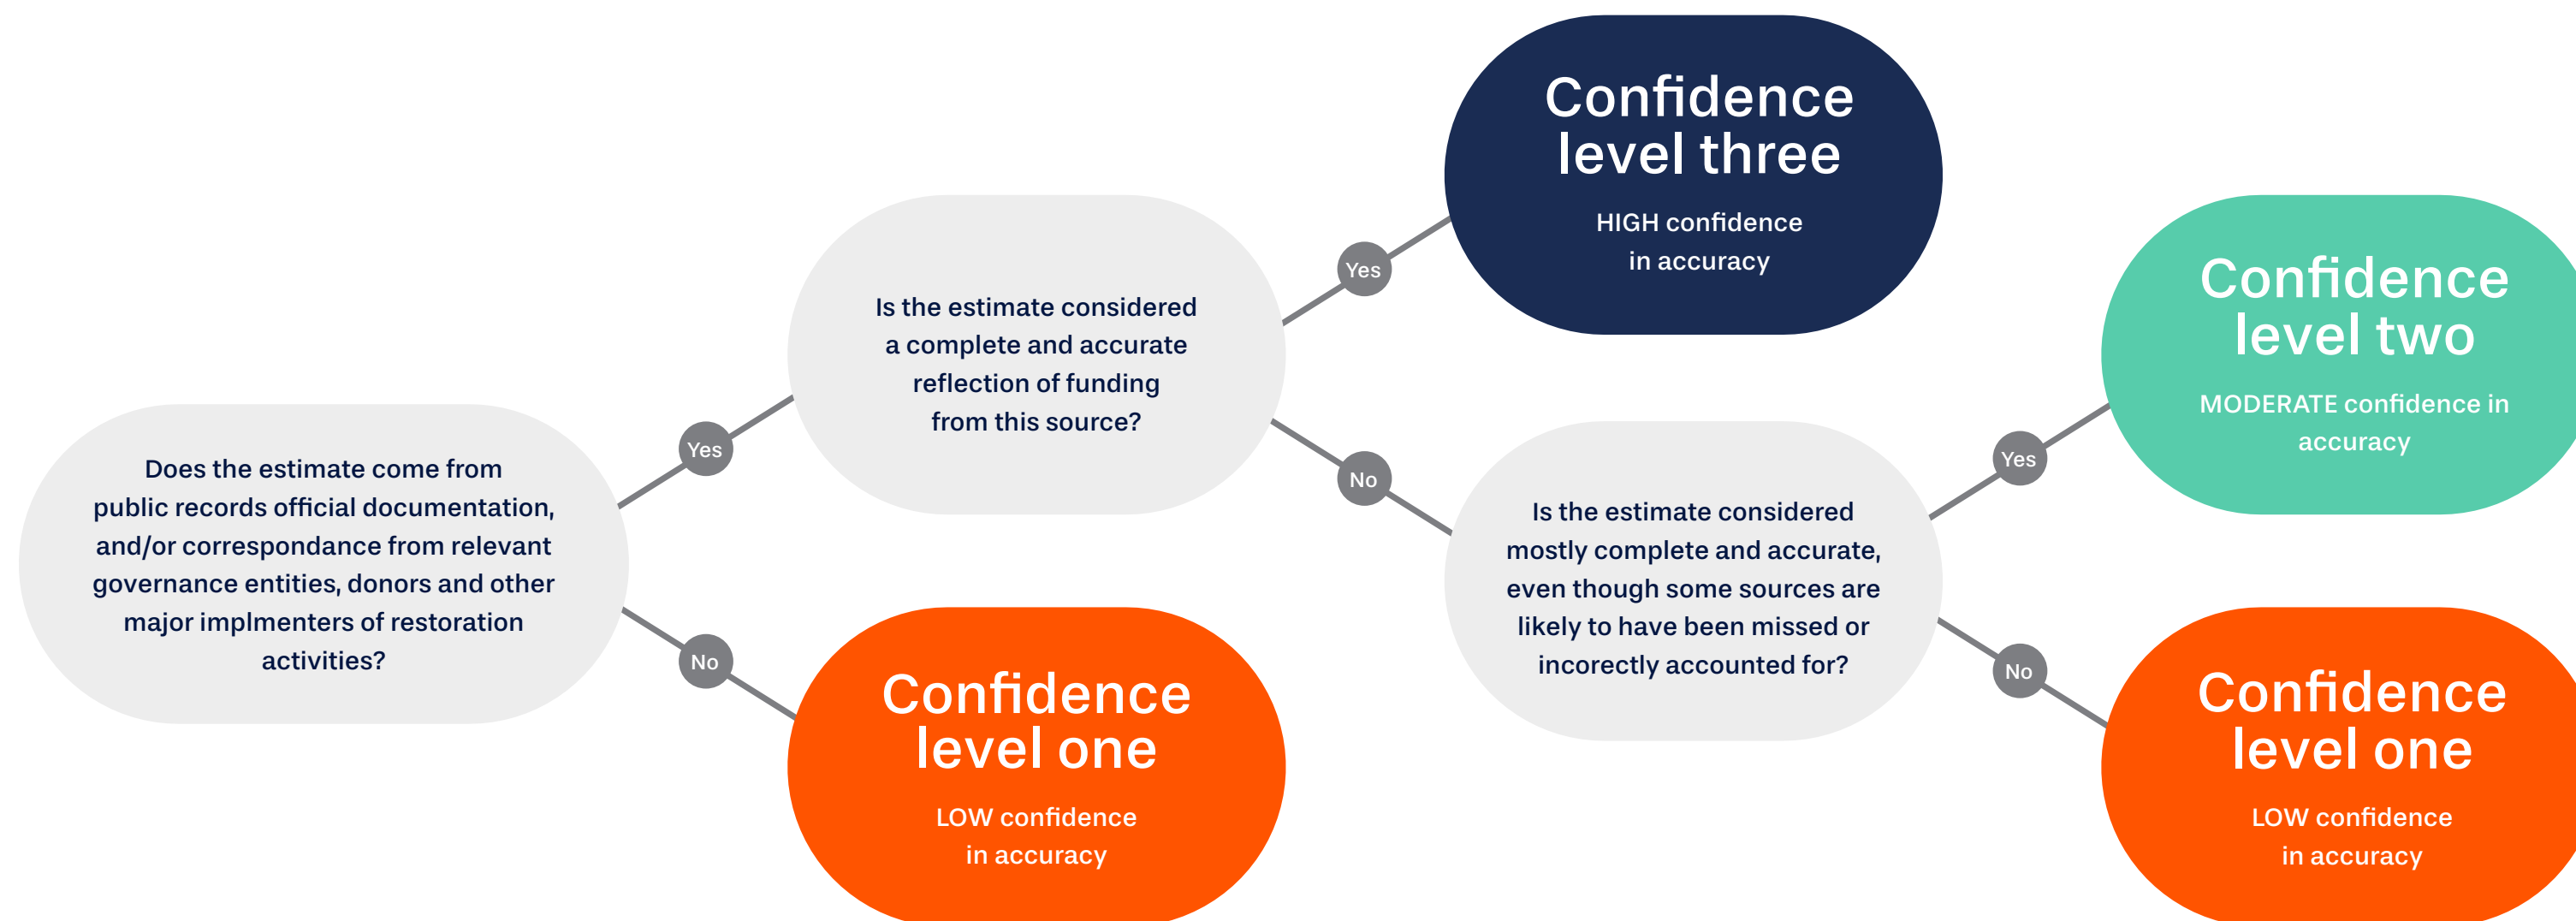 Does the estimate come from
public records official documentation,
and/or correspondance from relevant
governance entities, donors and other
major implmenters of restoration
activities?
Yes
No
Is the estimate considered
a complete and accurate
reflection of funding
from this source?
Confidence
level one
LOW confidence
in accuracy
Yes
No
Confidence
level three
HIGH confidence
in accuracy
Is the estimate considered
mostly complete and accurate,
even though some sources are
likely to have been missed or
incorectly accounted for?
Yes
No
Confidence
level two
MODERATE confidence in
accuracy
Confidence
level one
LOW confidence
in accuracy